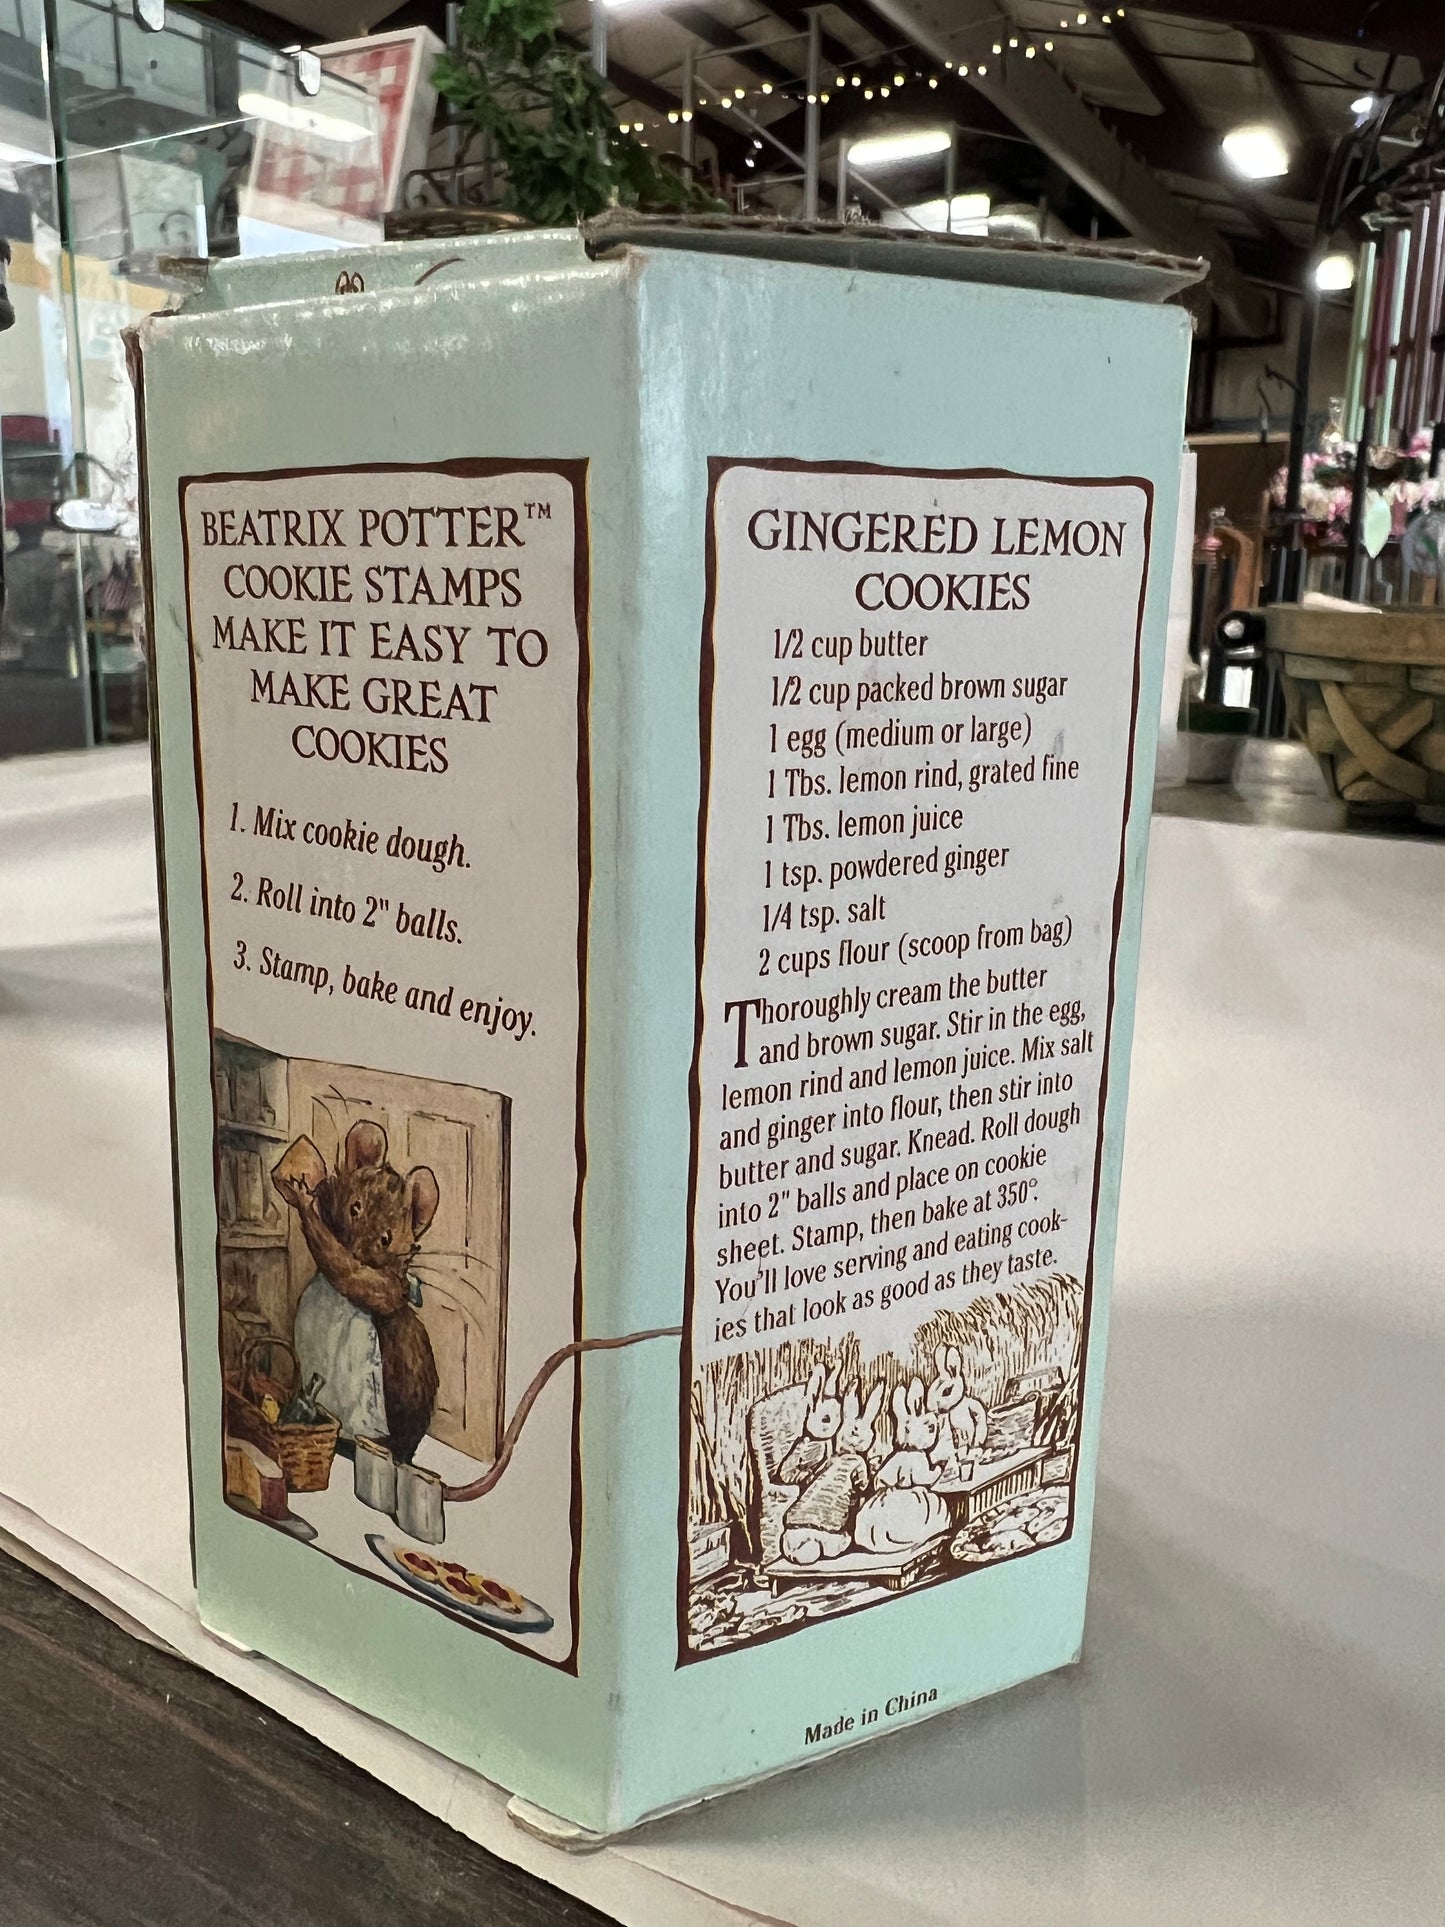 BEATRIX POTTER™
COOKIE STAMPS
MAKE IT EASY TO
MAKE GREAT
COOKIES
1. Mix cookie dough.
2. Roll into 2" balls.
3. Stamp, bake and enjoy.
GINGERED LEMON
COOKIES
1/2 cup butter
1/2 cup packed brown sugar
1 egg (medium or large)
1 Tbs. lemon rind, grated fine
1 Tbs. lemon juice
1 tsp. powdered ginger
1/4 tsp. salt
2 cups flour (scoop from bag)
Thoroughly cream the butter
and brown sugar. Stir in the egg,
lemon rind and lemon juice. Mix salt
and ginger into flour, then stir into
butter and sugar. Knead. Roll dough
into 2" balls and place on cookie
sheet. Stamp, then bake at 350°.
You'll love serving and eating cook-
ies that look as good as they taste.
Made in China